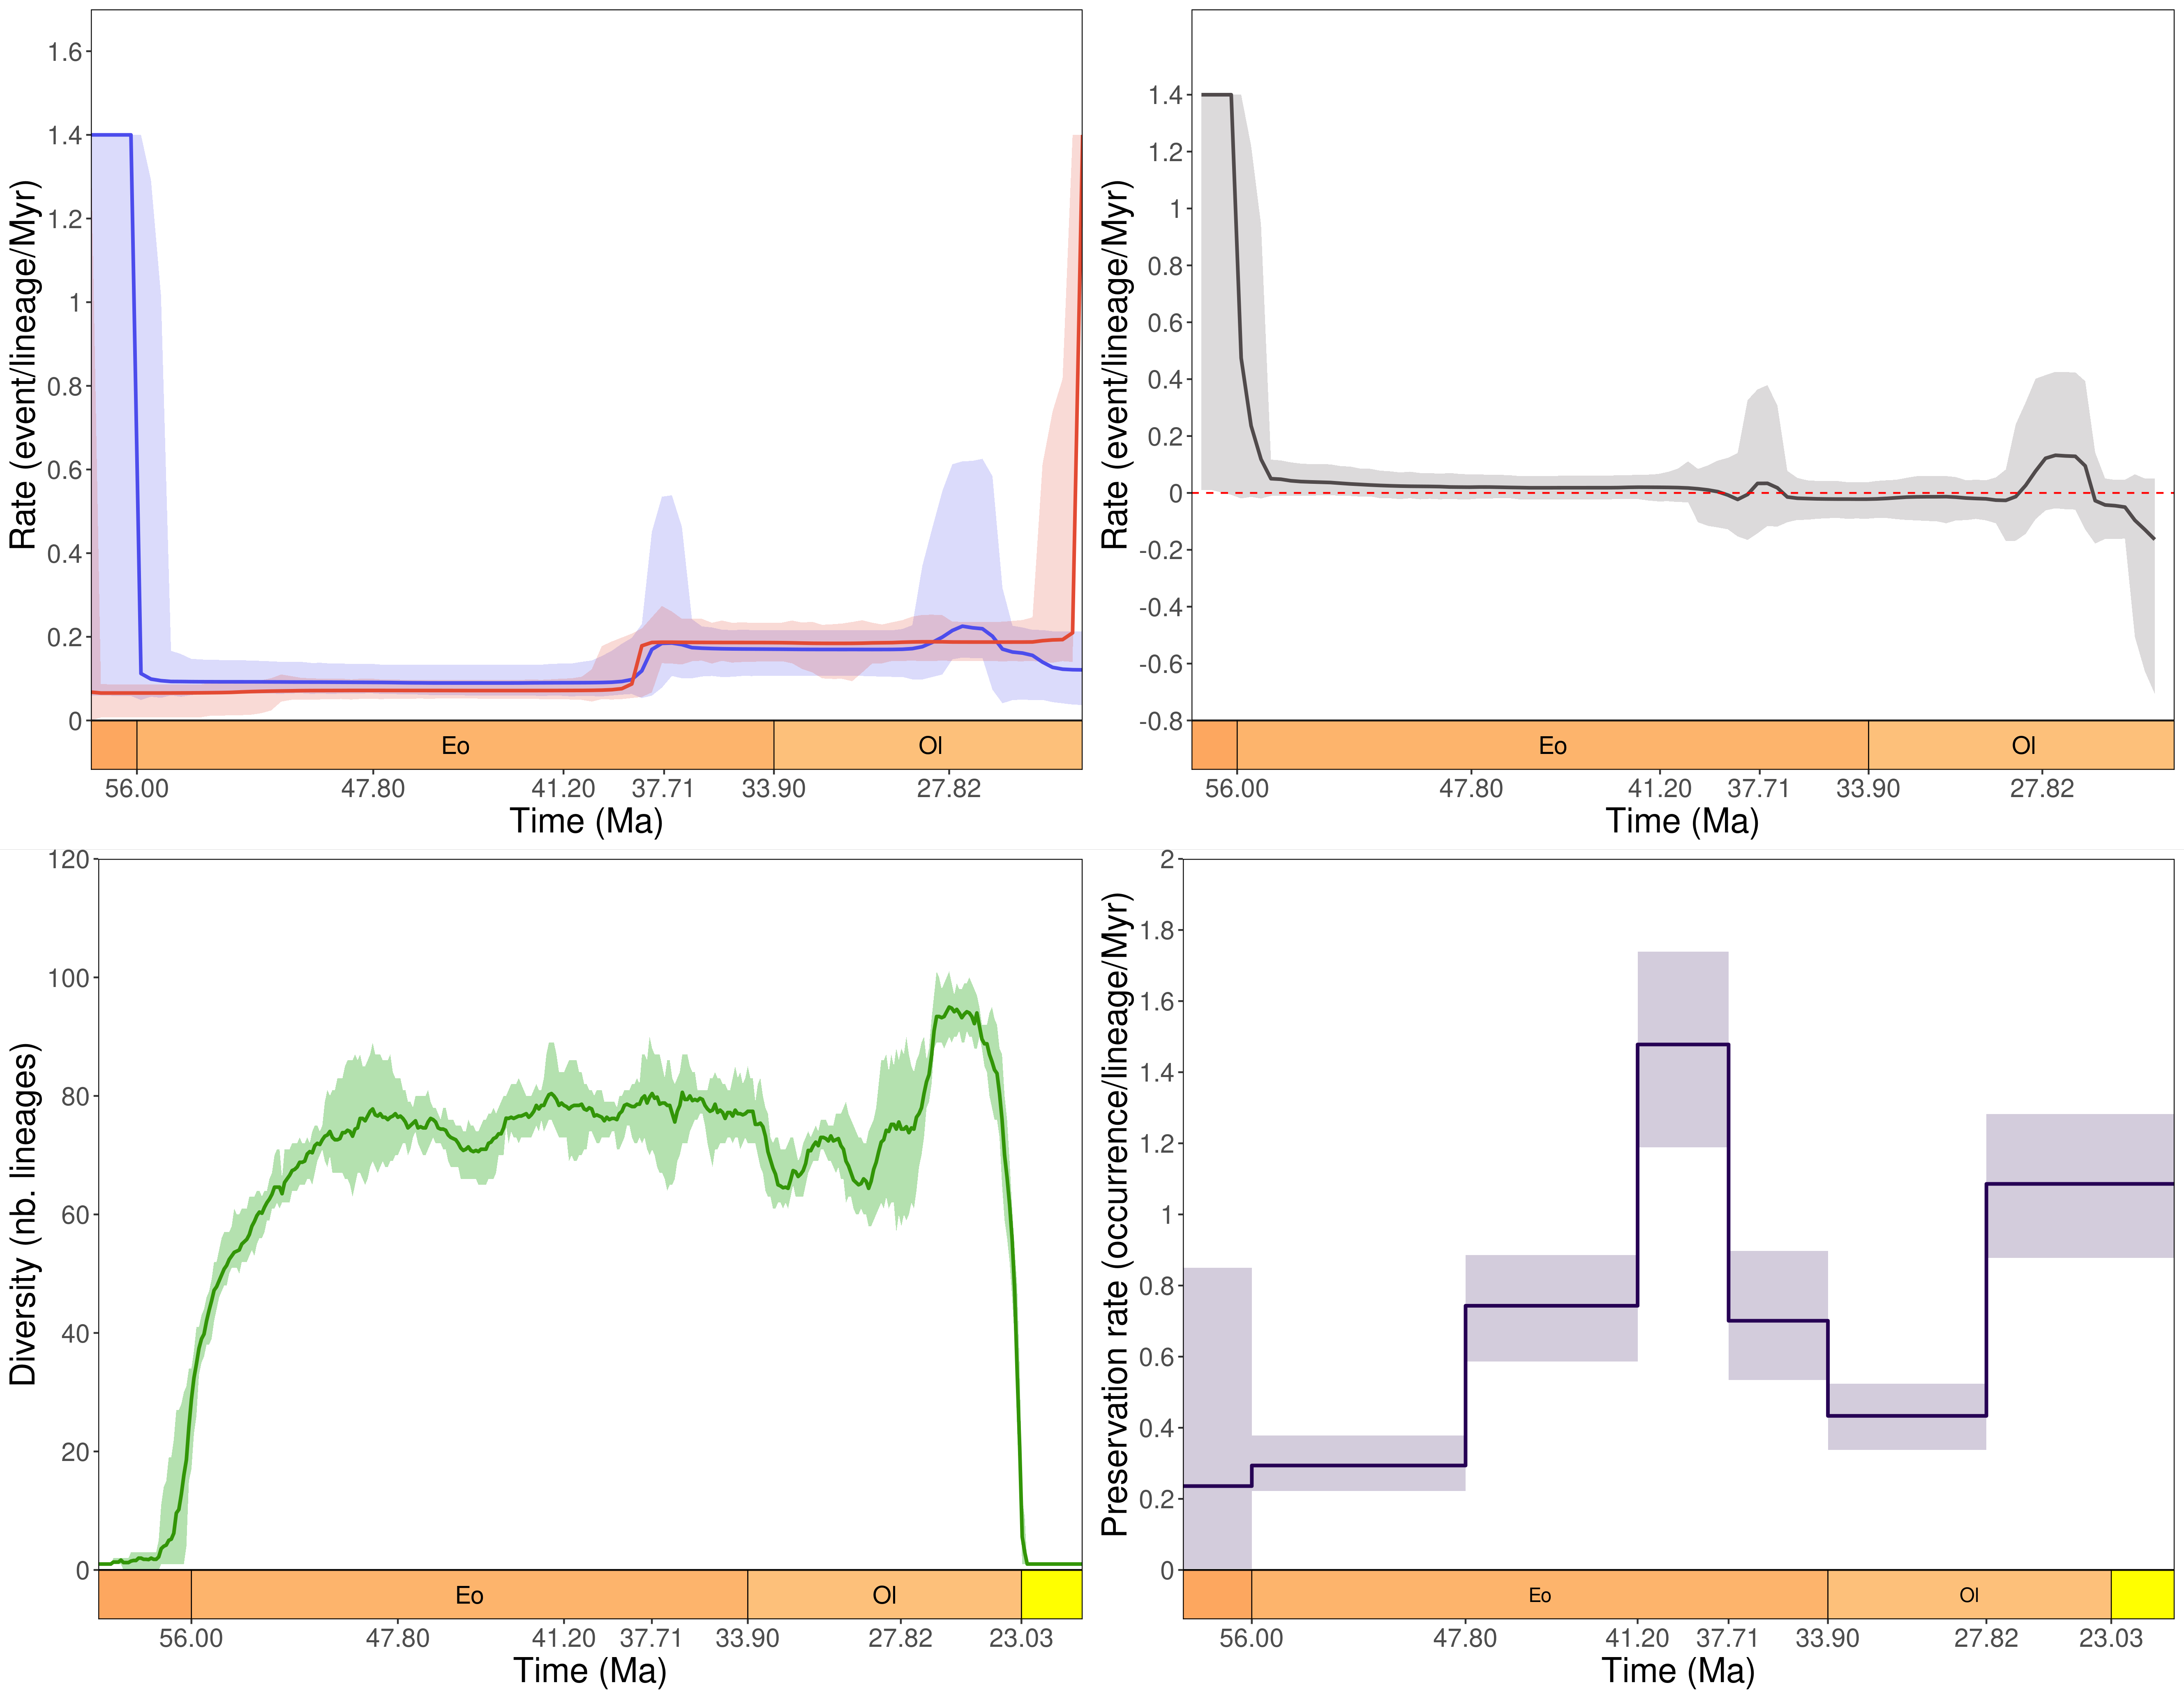 Rate (event/lineage/Myr)
1.6
1.4
1.2
1
0.8
0.6
0.4
0.2
0
Eo Ol
56.00 47.80 41.20 37.71 33.90 27.82
Time (Ma)
Rate (event/lineage/Myr)
1.4
1.2
1
0.8
0.6
0.4
0.2
0
-0.2
-0.4
-0.6
-0.8
Eo Ol
56.00 47.80 41.20 37.71 33.90 27.82
Time (Ma)
Diversity (nb. lineages)
120
100
80
60
40
20
0
Eo Ol
56.00 47.80 41.20 37.71 33.90 27.82 23.03
Time (Ma)
Preservation rate (occurrence/lineage/Myr)
2
1.8
1.6
1.4
1.2
1
0.8
0.6
0.4
0.2
0
Eo Ol
56.00 47.80 41.20 37.71 33.90 27.82 23.03
Time (Ma)